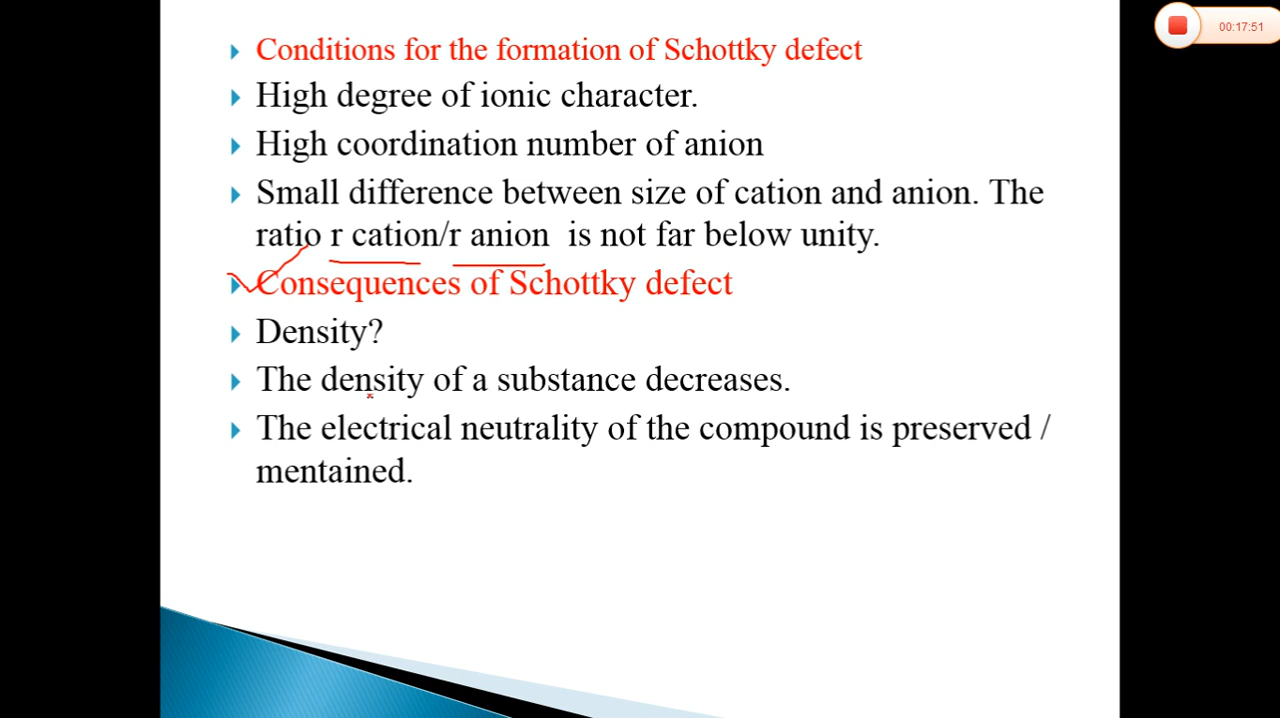 00:17:51
Conditions for the formation of Schottky defect
High degree of ionic character.
High coordination number of anion
Small difference between size of cation and anion. The
ratio r cation/r anion is not far below unity.
Consequences of Schottky defect
Density?
The density of a substance decreases.
The electrical neutrality of the compound is preserved /
mentained.